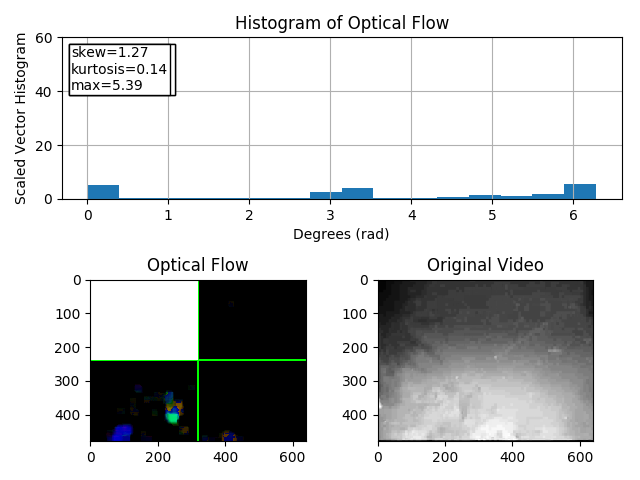 Histogram of Optical Flow
Scaled Vector Histogram
60
40
20
0
skew=1.27
kurtosis=0.14
max=5.39
0 1 2 3 4 5 6
Degrees (rad)
Optical Flow
0
100
200
300
400
0 200 400 600
Original Video
0
100
200
300
400
0 200 400 600